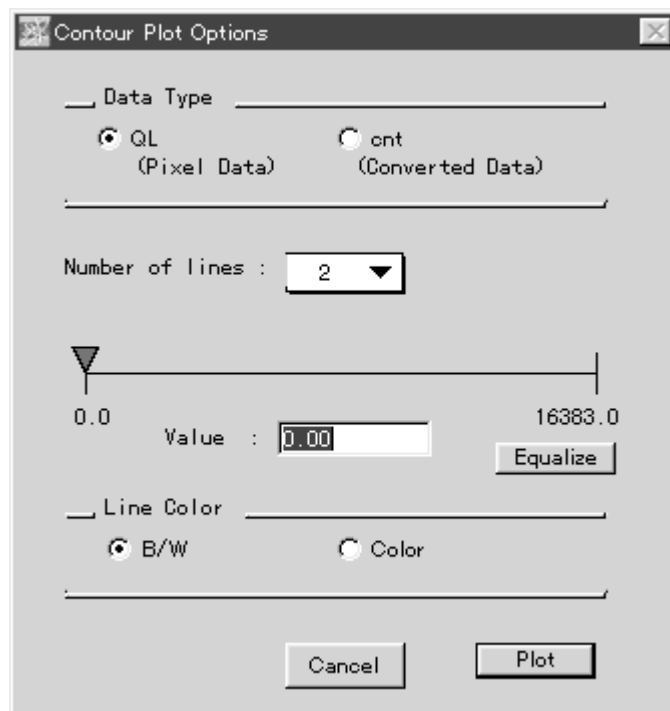 Contour Plot Options
Data Type
QL cnt
(Pixel Data) (Converted Data)
Number of lines : 2
0.0 16383.0
Value : 0.00
Equalize
Line Color
B/W Color
Cancel Plot